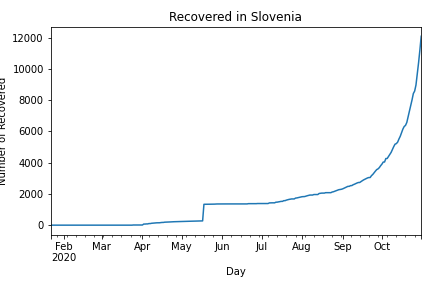 Recovered in Slovenia
Number of Recovered
12000
10000
8000
6000
4000
2000
0
Feb Mar Apr May Jun Jul Aug Sep Oct
2020
Day